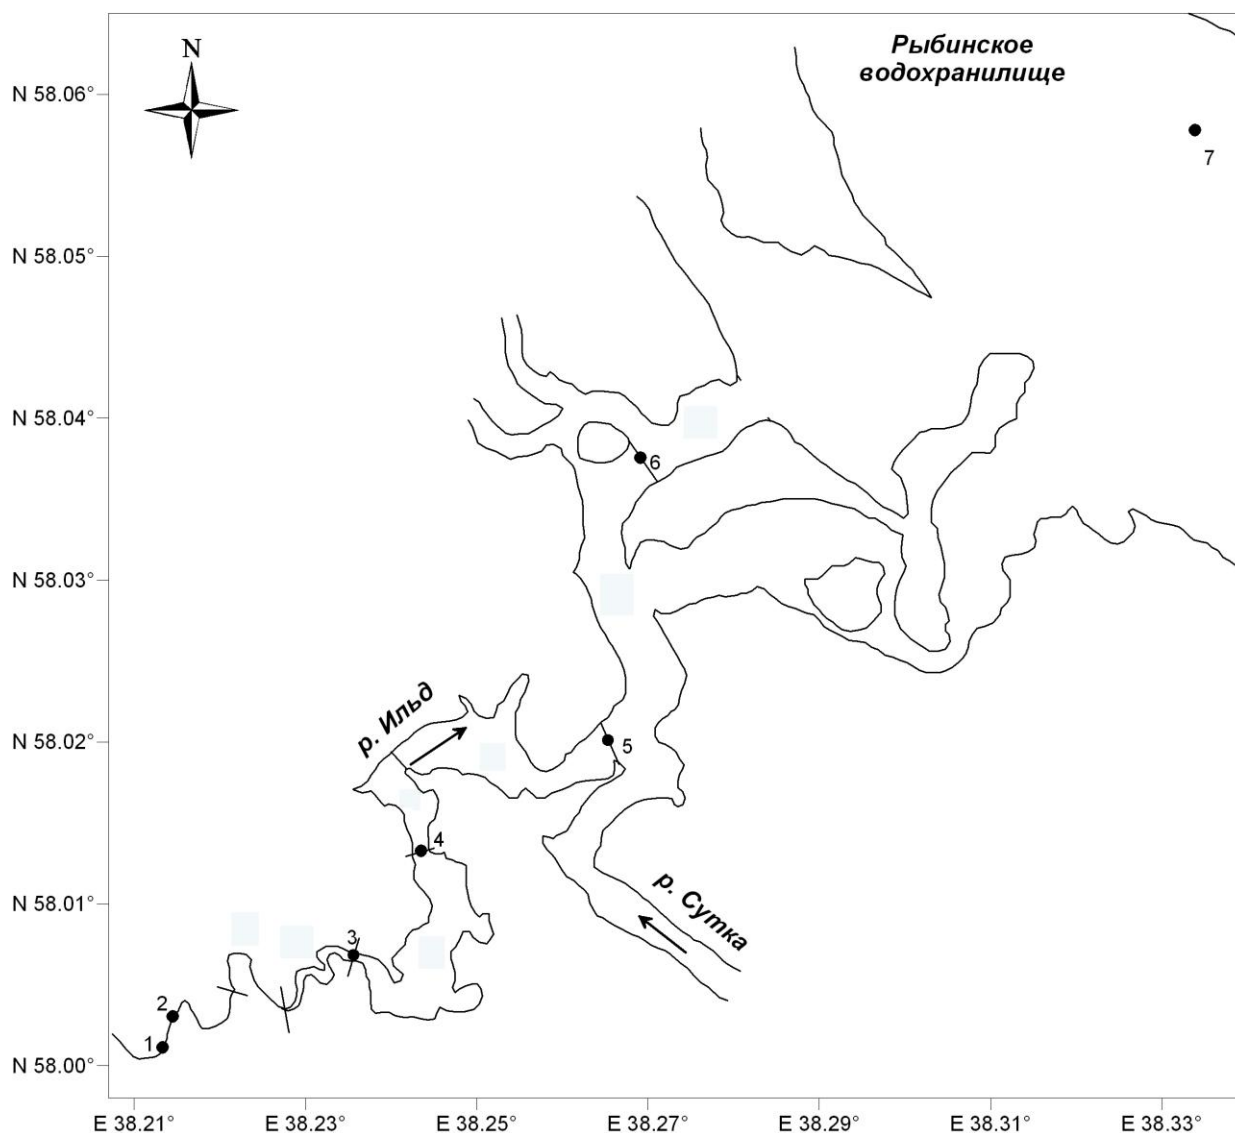 Рыбинское
водохранилище
N
N 58.06°
7
N 58.05°
N 58.04°
6
N 58.03°
р. Ильд
N 58.02°
5
4
N 58.01°
р. Сутка
3
2
1
N 58.00°
E 38.21°
E 38.23°
E 38.25°
E 38.27°
E 38.29°
E 38.31°
E 38.33°